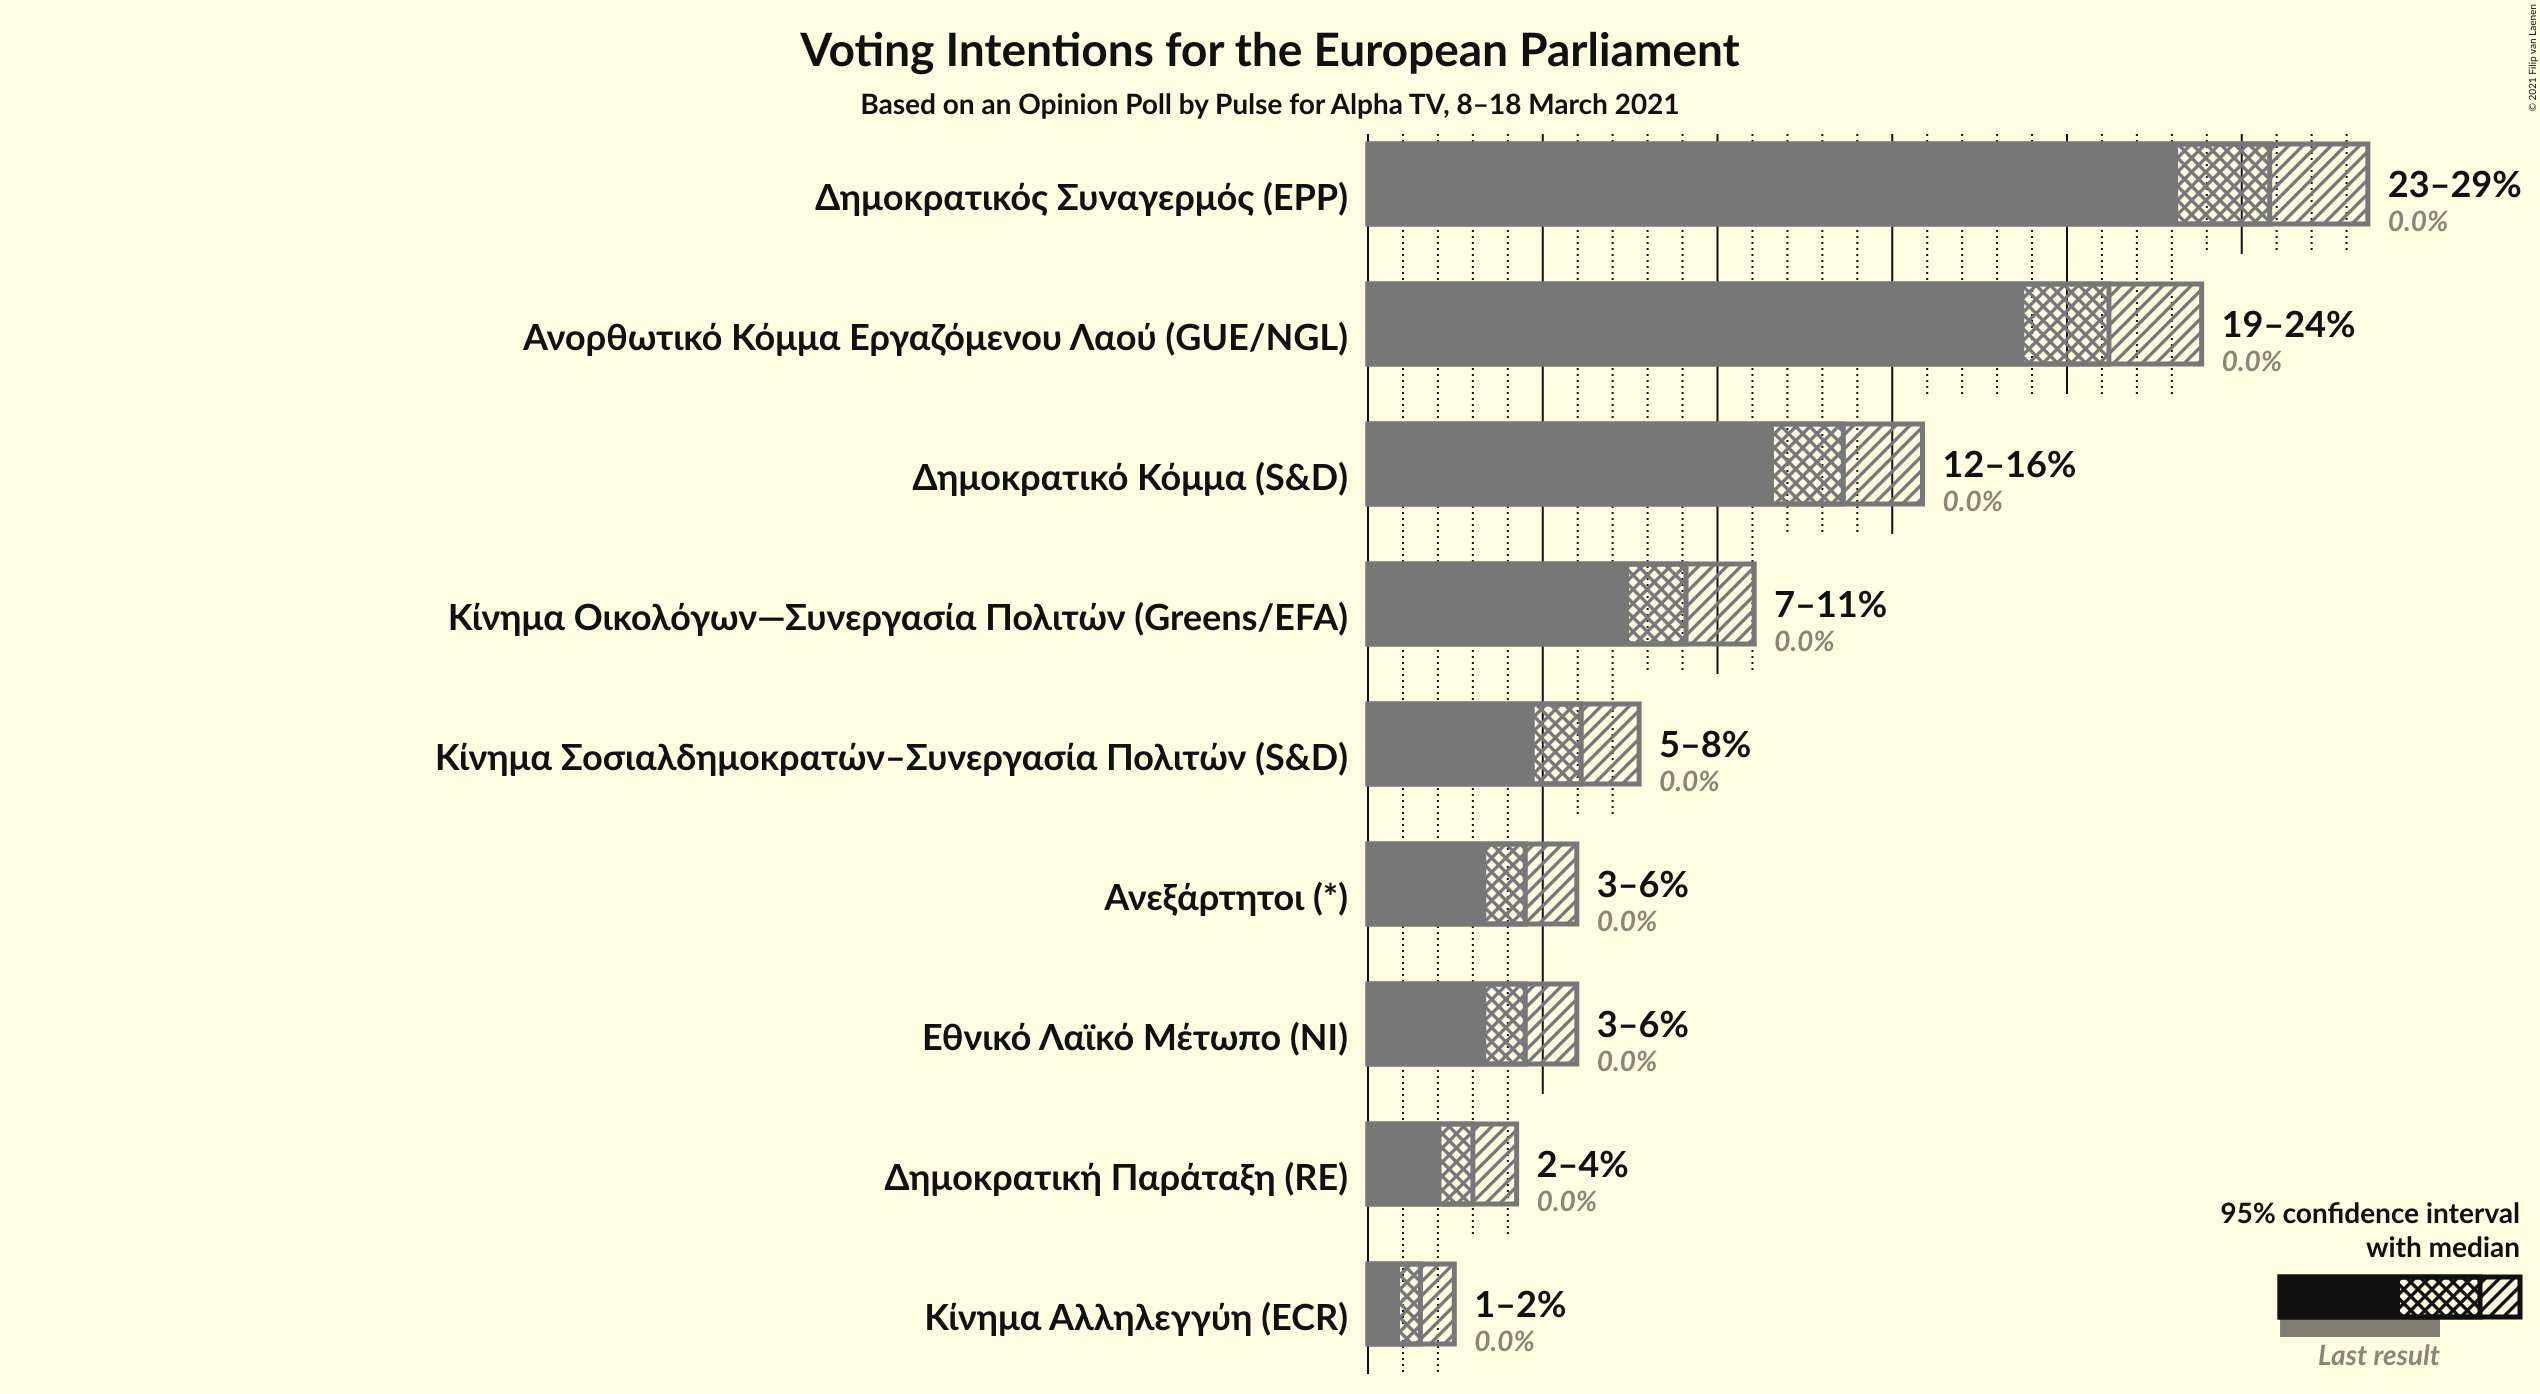 Voting Intentions for the European Parliament
Based on an Opinion Poll by Pulse for Alpha TV, 8–18 March 2021
© 2021 Filip van Laenen
Δημοκρατικός Συναγερμός (EPP)
23–29%
0.0%
Ανορθωτικό Κόμμα Εργαζόμενου Λαού (GUE/NGL)
19–24%
0.0%
Δημοκρατικό Κόμμα (S&D)
12–16%
0.0%
Κίνημα Οικολόγων—Συνεργασία Πολιτών (Greens/EFA)
7–11%
0.0%
Κίνημα Σοσιαλδημοκρατών–Συνεργασία Πολιτών (S&D)
5–8%
0.0%
Ανεξάρτητοι (*)
3–6%
0.0%
Εθνικό Λαϊκό Μέτωπο (NI)
3–6%
0.0%
Δημοκρατική Παράταξη (RE)
2–4%
0.0%
Κίνημα Αλληλεγγύη (ECR)
1–2%
0.0%
95% confidence interval
with median
Last result